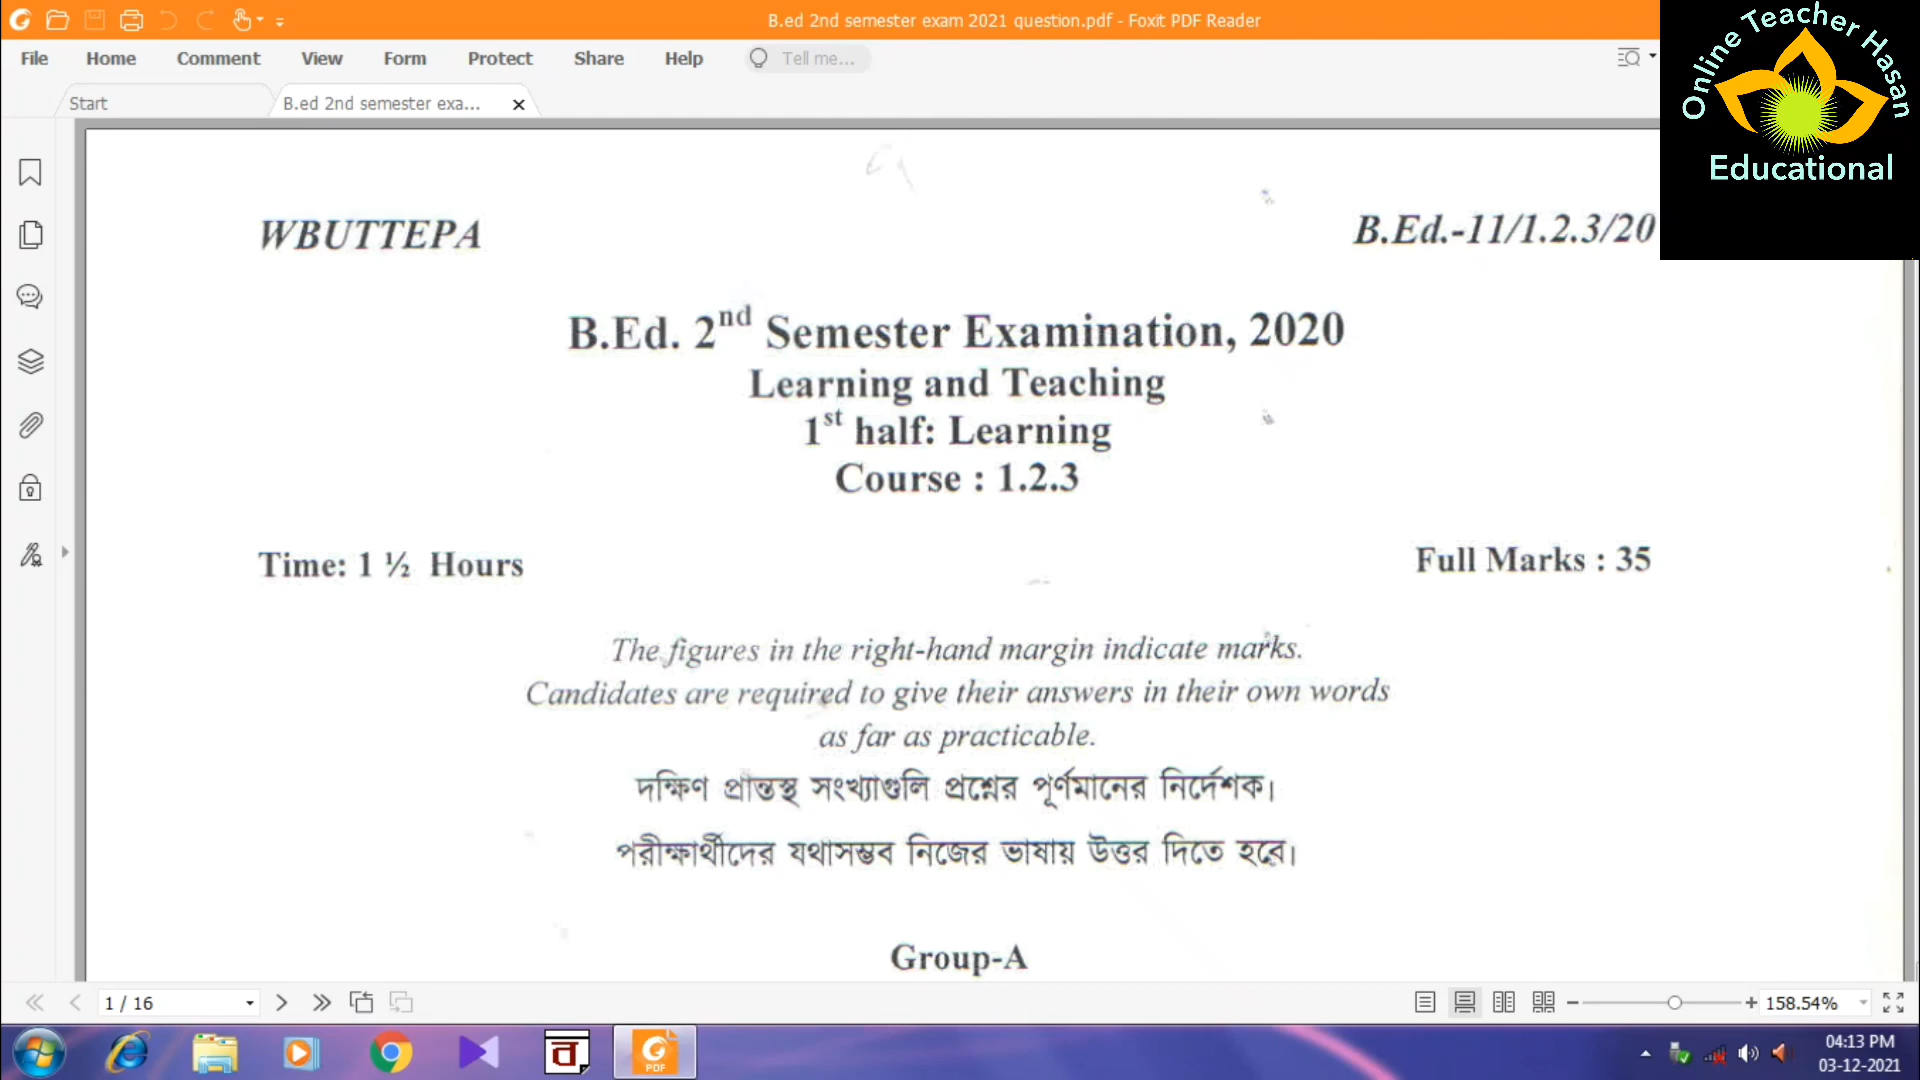 B.ed 2nd semester exam 2021 question.pdf - Foxit PDF Reader
File Home Comment View Form Protect Share Help Tell me...
Start B.ed 2nd semester exa...
Online Teacher Hasan
Educational
WBUTTEPA B.Ed.-11/1.2.3/20
B.Ed. 2nd Semester Examination, 2020
Learning and Teaching
1st half: Learning
Course : 1.2.3
Time: 1 ½ Hours Full Marks : 35
The figures in the right-hand margin indicate marks.
Candidates are required to give their answers in their own words
as far as practicable.
দক্ষিণ প্রান্তস্থ সংখ্যাগুলি প্রশ্নের পূর্ণমানের নির্দেশক।
পরীক্ষার্থীদের যথাসম্ভব নিজের ভাষায় উত্তর দিতে হবে।
Group-A
1 / 16 158.54%
ব
PDF
04:13 PM
03-12-2021